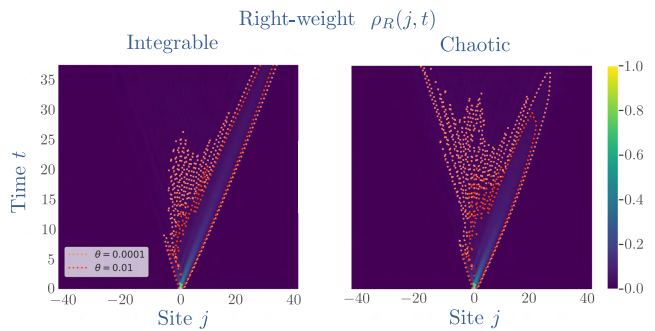 Right-weight ρ_R(j, t)
Integrable
Chaotic
Time t
35
30
25
20
15
10
5
0
θ = 0.0001
θ = 0.01
−40 −20 0 20 40
−40 −20 0 20 40
Site j
Site j
1.0
0.8
0.6
0.4
0.2
0.0